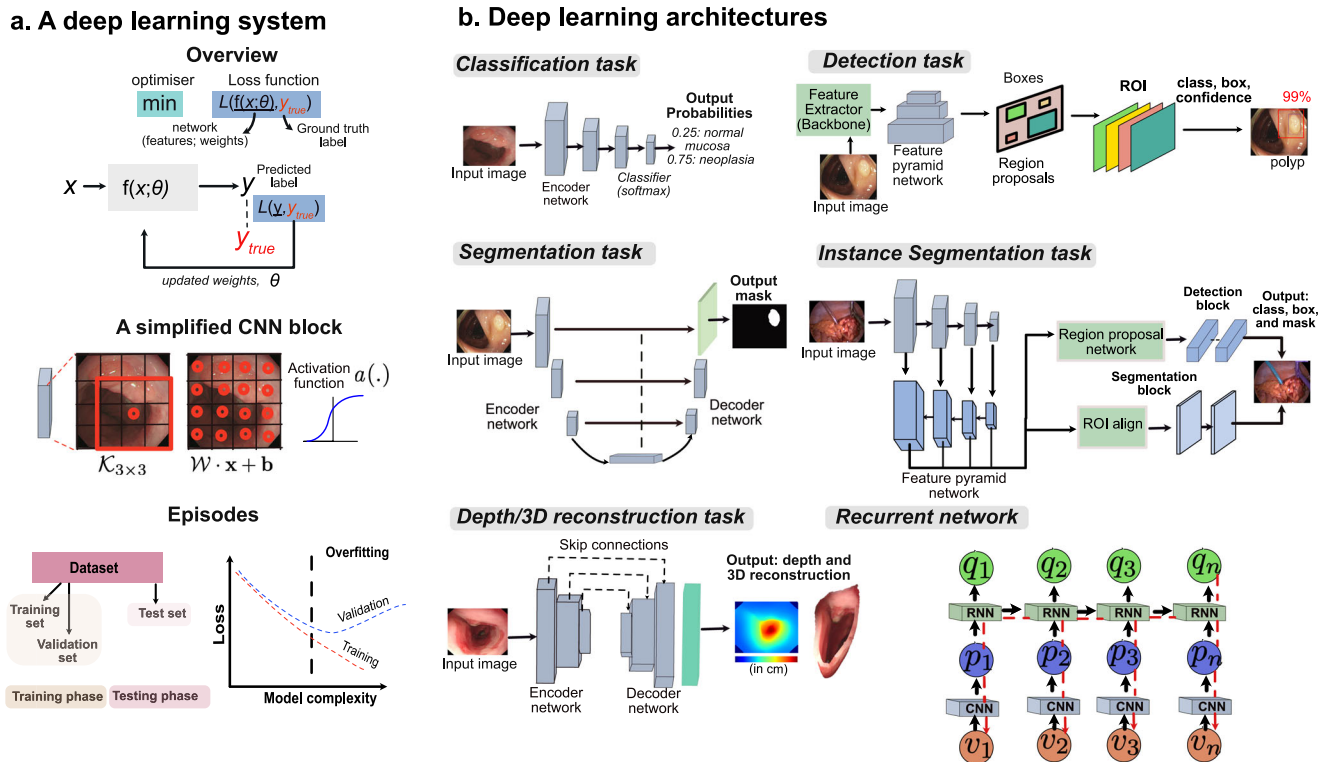 a. A deep learning system
Overview
optimiser
Loss function
min
L(f(x;θ),y_true)
network
(features; weights)
Ground truth
label
x
f(x;θ)
y
Predicted
label
L(y,y_true)
y_true
updated weights, θ
A simplified CNN block
Activation
function
a(.)
K3×3
W · x + b
Episodes
Dataset
Training
set
Validation
set
Test set
Training phase
Testing phase
Loss
Overfitting
Validation
Training
Model complexity
b. Deep learning architectures
Classification task
Input image
Encoder
network
Classifier
(softmax)
Output
Probabilities
0.25: normal
mucosa
0.75: neoplasia
Detection task
Feature
Extractor
(Backbone)
Input image
Feature
pyramid network
Boxes
Region
proposals
ROI
class, box,
confidence
99%
polyp
Segmentation task
Input image
Encoder
network
Decoder
network
Output
mask
Instance Segmentation task
Input image
Feature pyramid
network
Region proposal
network
Detection
block
Output:
class, box,
and mask
Segmentation
block
ROI align
Depth/3D reconstruction task
Skip connections
Input image
Encoder
network
Decoder
network
Output: depth and
3D reconstruction
(in cm)
Recurrent network
q1 q2 q3 qn
RNN RNN RNN RNN
p1 p2 p3 pn
CNN CNN CNN CNN
v1 v2 v3 vn